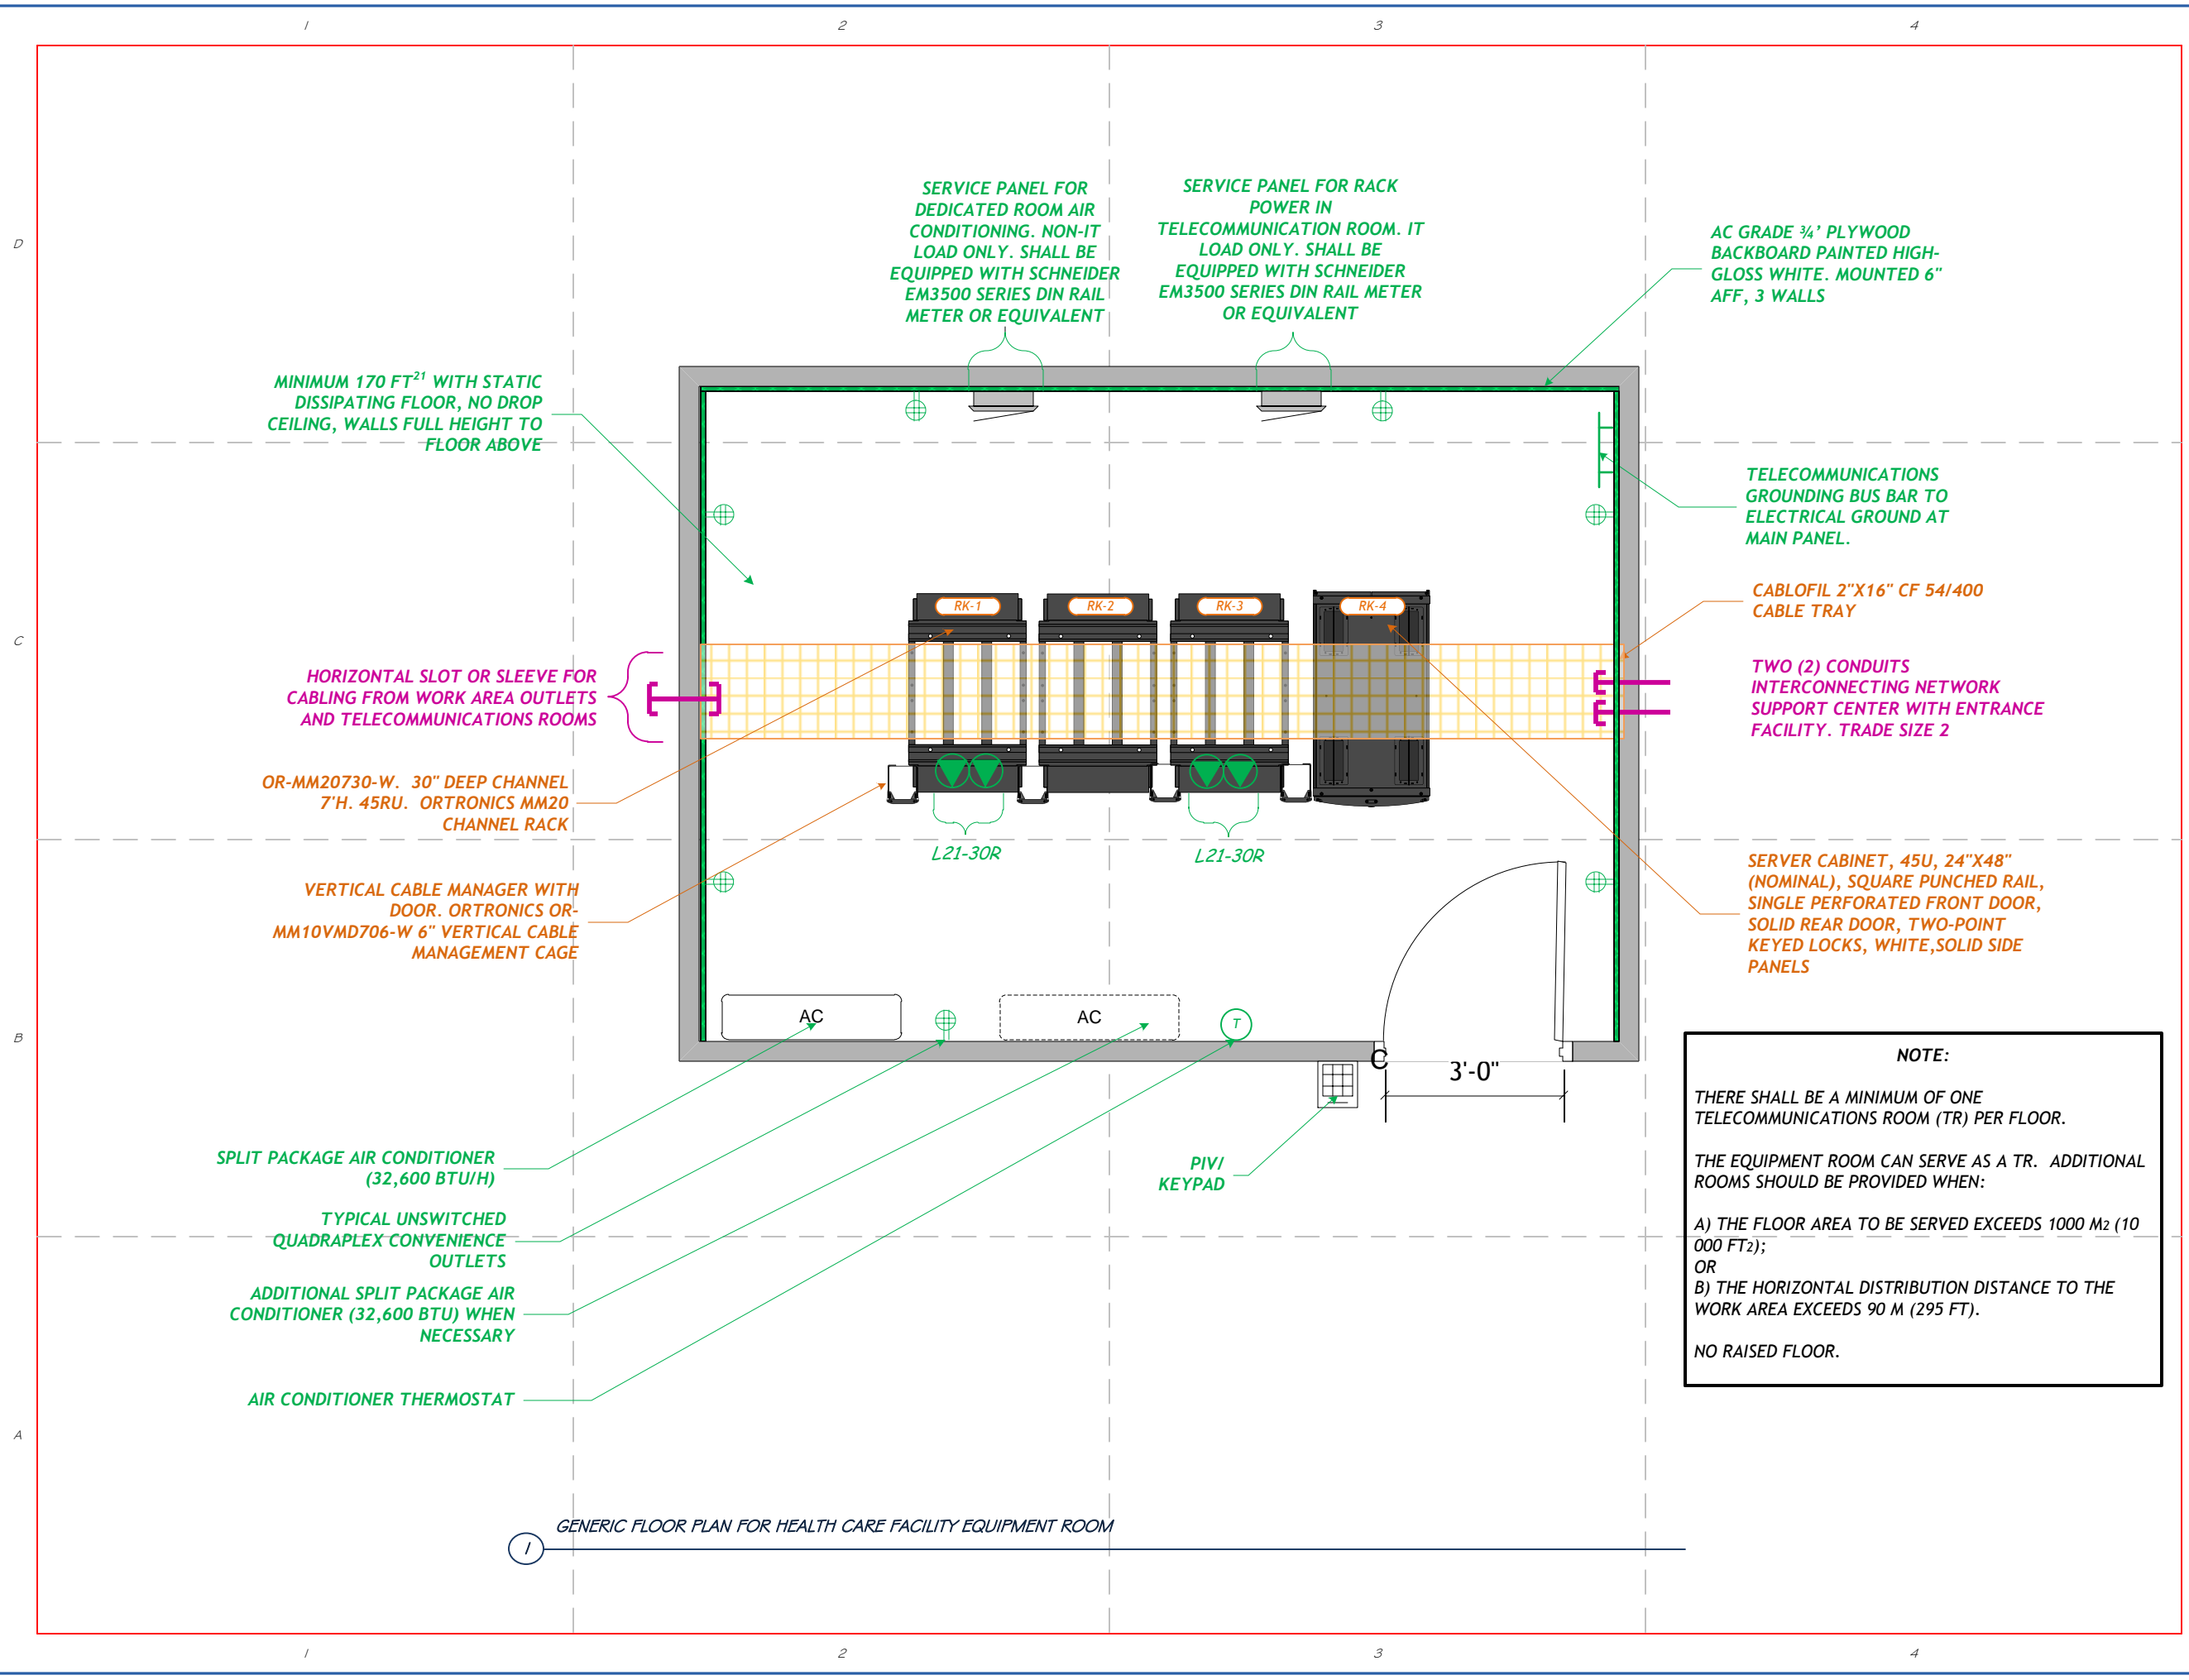 1 2 3 4
D
C
B
A
SERVICE PANEL FOR
DEDICATED ROOM AIR
CONDITIONING. NON-IT
LOAD ONLY. SHALL BE
EQUIPPED WITH SCHNEIDER
EM3500 SERIES DIN RAIL
METER OR EQUIVALENT
SERVICE PANEL FOR RACK
POWER IN
TELECOMMUNICATION ROOM. IT
LOAD ONLY. SHALL BE
EQUIPPED WITH SCHNEIDER
EM3500 SERIES DIN RAIL METER
OR EQUIVALENT
AC GRADE ¾' PLYWOOD
BACKBOARD PAINTED HIGH-
GLOSS WHITE. MOUNTED 6"
AFF, 3 WALLS
MINIMUM 170 FT21 WITH STATIC
DISSIPATING FLOOR, NO DROP
CEILING, WALLS FULL HEIGHT TO
FLOOR ABOVE
TELECOMMUNICATIONS
GROUNDING BUS BAR TO
ELECTRICAL GROUND AT
MAIN PANEL.
CABLOFIL 2"X16" CF 54/400
CABLE TRAY
RK-1
RK-2
RK-3
RK-4
HORIZONTAL SLOT OR SLEEVE FOR
CABLING FROM WORK AREA OUTLETS
AND TELECOMMUNICATIONS ROOMS
TWO (2) CONDUITS
INTERCONNECTING NETWORK
SUPPORT CENTER WITH ENTRANCE
FACILITY. TRADE SIZE 2
OR-MM20730-W. 30" DEEP CHANNEL
7'H. 45RU. ORTRONICS MM20
CHANNEL RACK
L21-30R
L21-30R
VERTICAL CABLE MANAGER WITH
DOOR. ORTRONICS OR-
MM10VMD706-W 6" VERTICAL CABLE
MANAGEMENT CAGE
SERVER CABINET, 45U, 24"X48"
(NOMINAL), SQUARE PUNCHED RAIL,
SINGLE PERFORATED FRONT DOOR,
SOLID REAR DOOR, TWO-POINT
KEYED LOCKS, WHITE,SOLID SIDE
PANELS
AC
AC
T
C
3'-0"
SPLIT PACKAGE AIR CONDITIONER
(32,600 BTU/H)
PIV/
KEYPAD
TYPICAL UNSWITCHED
QUADRAPLEX CONVENIENCE
OUTLETS
ADDITIONAL SPLIT PACKAGE AIR
CONDITIONER (32,600 BTU) WHEN
NECESSARY
AIR CONDITIONER THERMOSTAT
NOTE:
THERE SHALL BE A MINIMUM OF ONE
TELECOMMUNICATIONS ROOM (TR) PER FLOOR.
THE EQUIPMENT ROOM CAN SERVE AS A TR. ADDITIONAL
ROOMS SHOULD BE PROVIDED WHEN:
A) THE FLOOR AREA TO BE SERVED EXCEEDS 1000 M2 (10
000 FT2);
OR
B) THE HORIZONTAL DISTRIBUTION DISTANCE TO THE
WORK AREA EXCEEDS 90 M (295 FT).
NO RAISED FLOOR.
1
GENERIC FLOOR PLAN FOR HEALTH CARE FACILITY EQUIPMENT ROOM
1 2 3 4